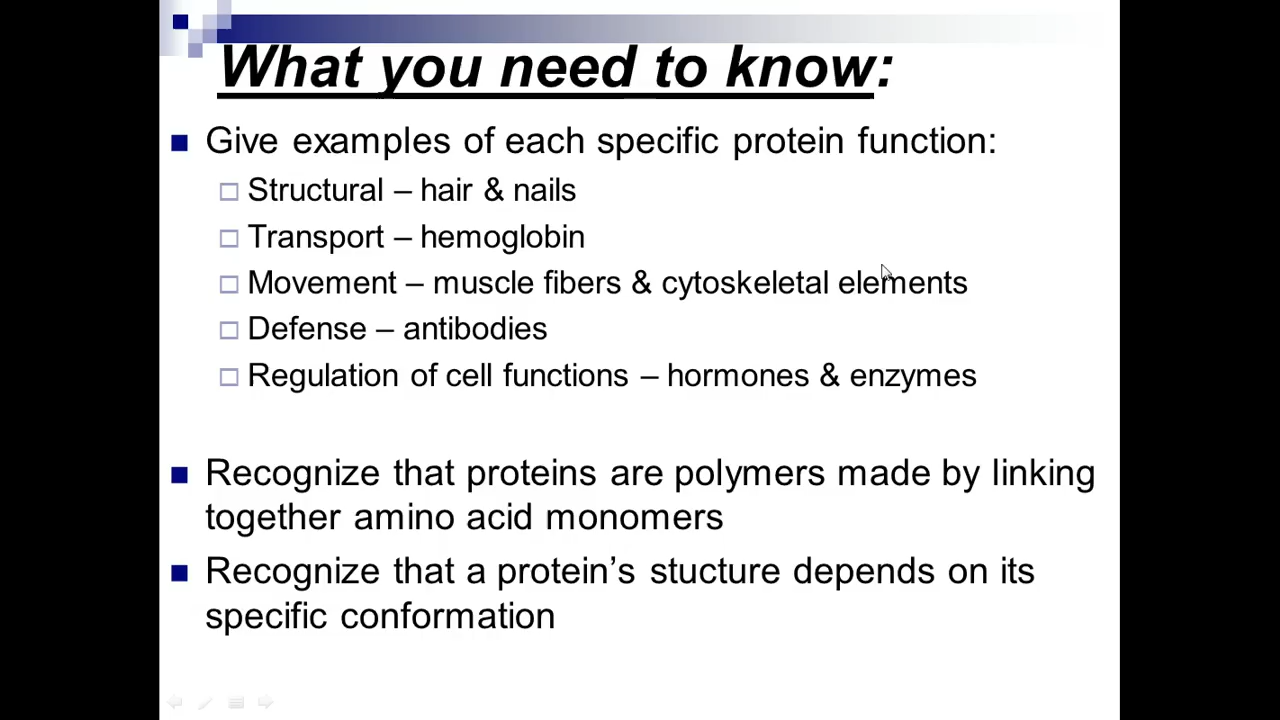 What you need to know:
Give examples of each specific protein function:
Structural – hair & nails
Transport – hemoglobin
Movement – muscle fibers & cytoskeletal elements
Defense – antibodies
Regulation of cell functions – hormones & enzymes
Recognize that proteins are polymers made by linking
together amino acid monomers
Recognize that a protein’s stucture depends on its
specific conformation